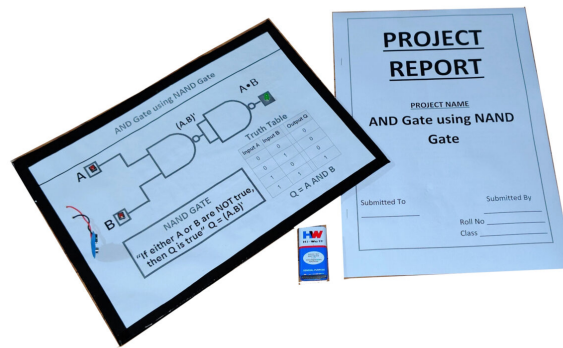 AND Gate using NAND Gate
A
(A.B)'
A•B
B
Truth Table
Input A Input B Output Q
0 0 0
0 1 0
1 0 0
1 1 1
Q = A AND B
NAND GATE
"If either A or B are NOT true,
then Q is true" Q = (A.B)'
HW
PROJECT
REPORT
PROJECT NAME
AND Gate using NAND
Gate
Submitted To
Submitted By
Roll No
Class